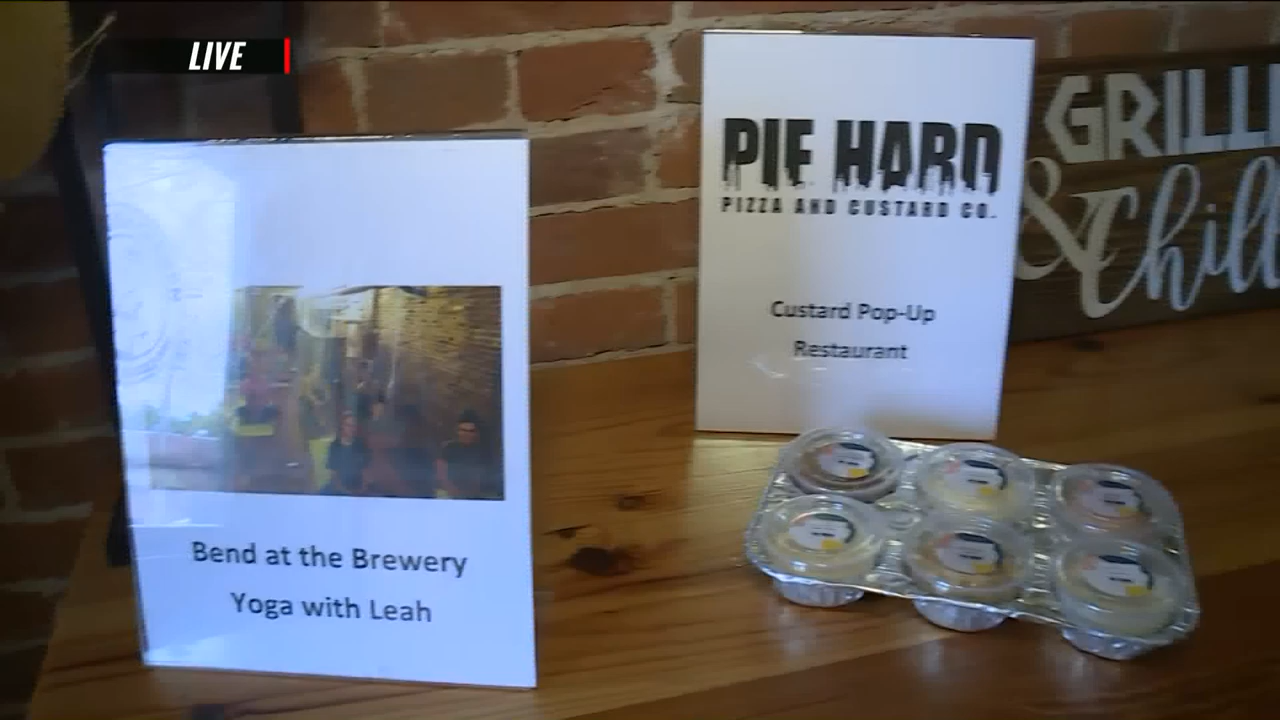 LIVE
PIE HARD
PIZZA AND CUSTARD CO.
Custard Pop-Up
Restaurant
GRILL
& Chill
Bend at the Brewery
Yoga with Leah